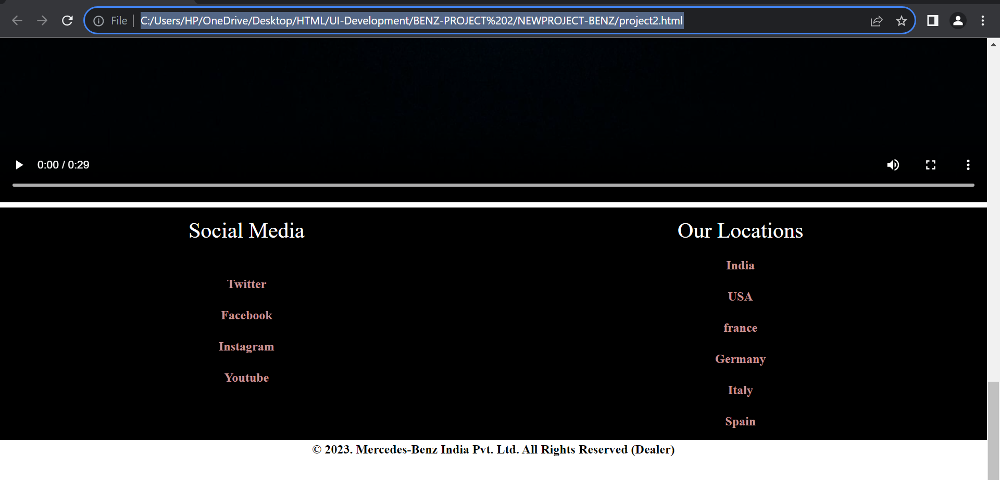 File | C:/Users/HP/OneDrive/Desktop/HTML/UI-Development/BENZ-PROJECT%202/NEWPROJECT-BENZ/project2.html
0:00 / 0:29
Social Media
Twitter
Facebook
Instagram
Youtube
Our Locations
India
USA
france
Germany
Italy
Spain
© 2023. Mercedes-Benz India Pvt. Ltd. All Rights Reserved (Dealer)